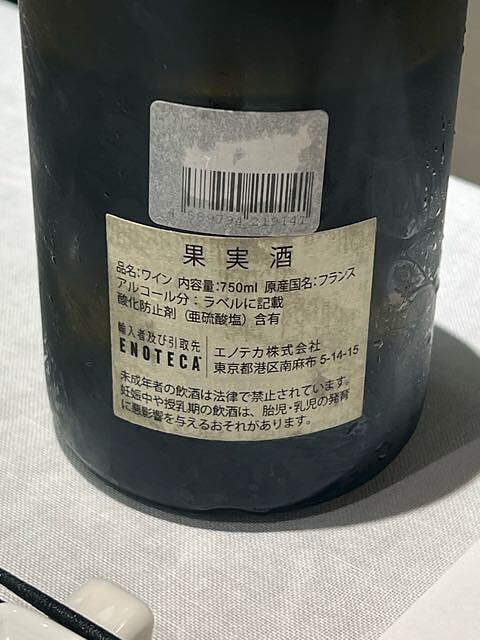 果実酒
品名:ワイン 内容量:750ml 原産国名:フランス
アルコール分:ラベルに記載
酸化防止剤(亜硫酸塩)含有
輸入者及び引取先
ENOTECA
エノテカ株式会社
東京都港区南麻布 5-14-15
未成年者の飲酒は法律で禁止されています。
妊娠中や授乳期の飲酒は、胎児・乳児の発育
に悪影響を与えるおそれがあります。